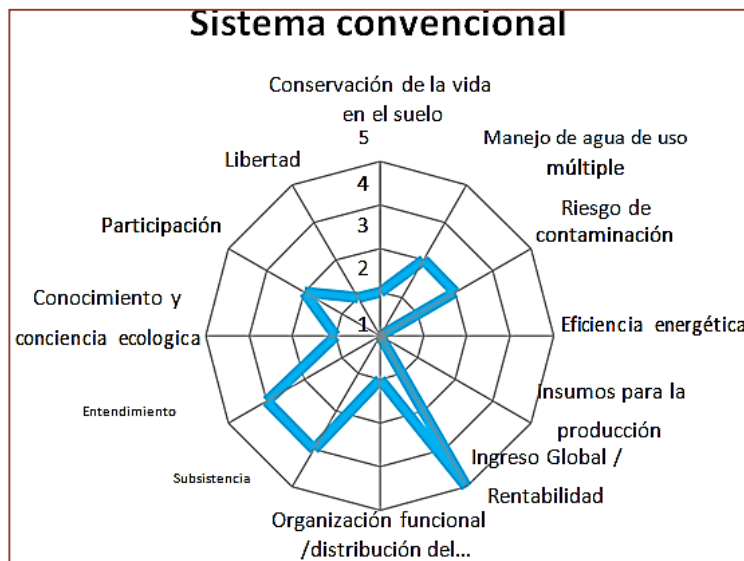 Sistema convencional
Conservación de la vida
en el suelo
5
4
3
2
1
Manejo de agua de uso
múltiple
Riesgo de
contaminación
Eficiencia energética
Insumos para la
producción
Ingreso Global /
Rentabilidad
Organización funcional
/distribución del...
Subsistencia
Entendimiento
Conocimiento y
conciencia ecologica
Participación
Libertad